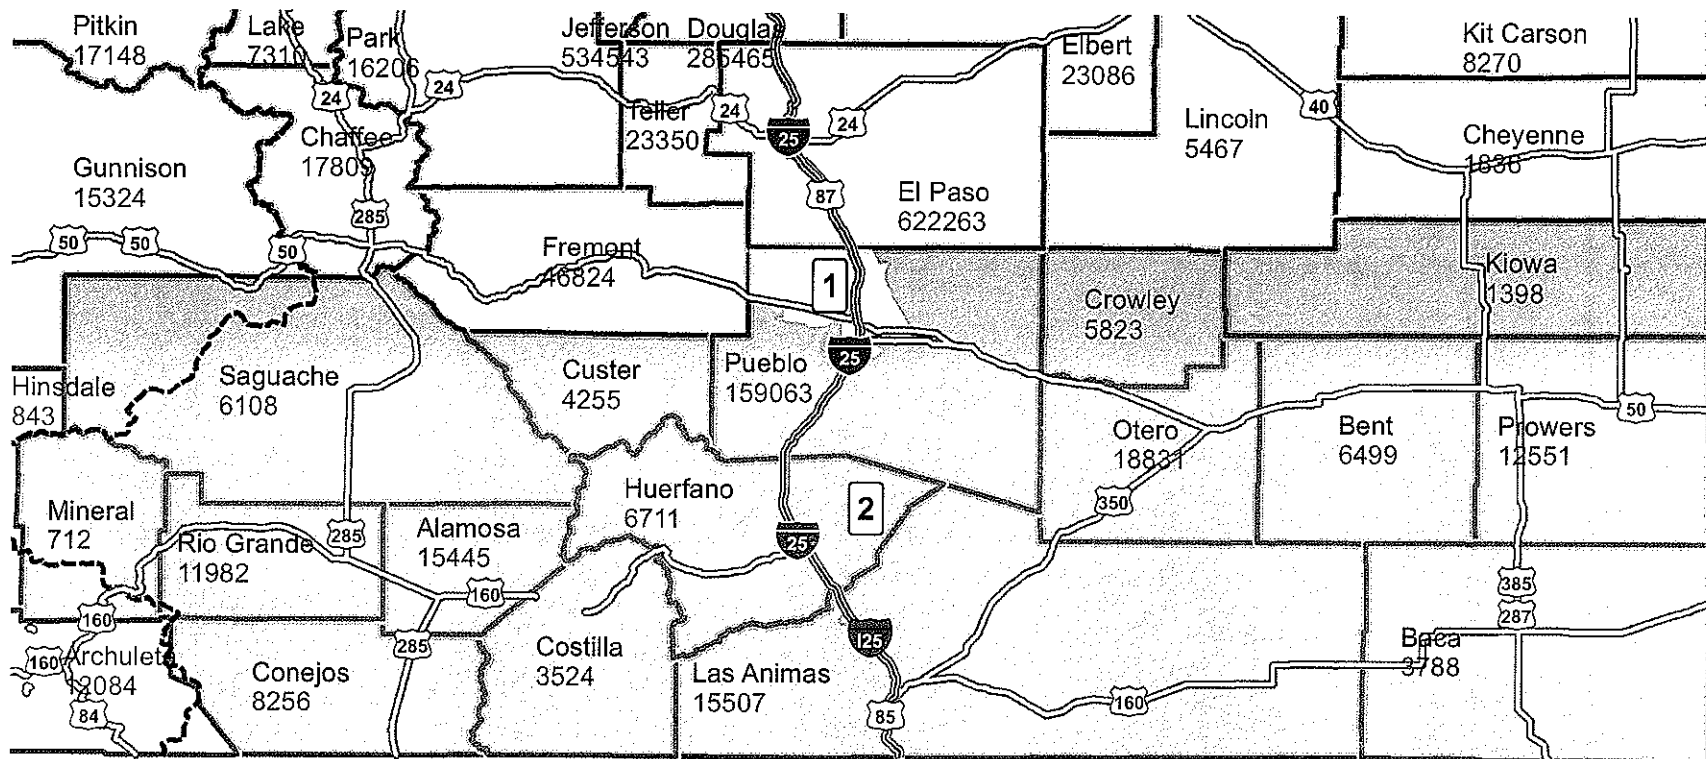 Pitkin
17148
Lake
7310
Park
16206
Jefferson
534543
Douglas
285465
Elbert
23086
Kit Carson
8270
24
24
Teller
23350
24
25
24
40
Lincoln
5467
Cheyenne
1836
Chaffee
17809
Gunnison
15324
285
87
El Paso
622263
50
50
50
Fremont
46824
1
Kiowa
1398
Crowley
5823
25
Hinsdale
843
Saguache
6108
Custer
4255
Pueblo
159063
50
Otero
18831
Bent
6499
Prowers
12551
Mineral
712
Rio Grande
11982
285
Alamosa
15445
Huerfano
6711
2
350
25
160
385
287
160
285
I25
Baca
3788
160
Archuleta
12084
84
Conejos
8256
Costilla
3524
Las Animas
15507
85
160